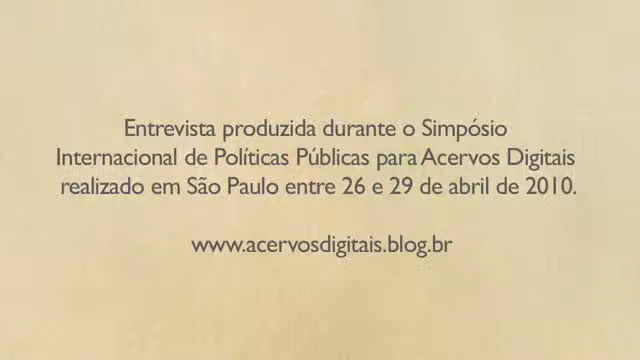 Entrevista produzida durante o Simpósio
Internacional de Políticas Públicas para Acervos Digitais
realizado em São Paulo entre 26 e 29 de abril de 2010.
www.acervosdigitais.blog.br